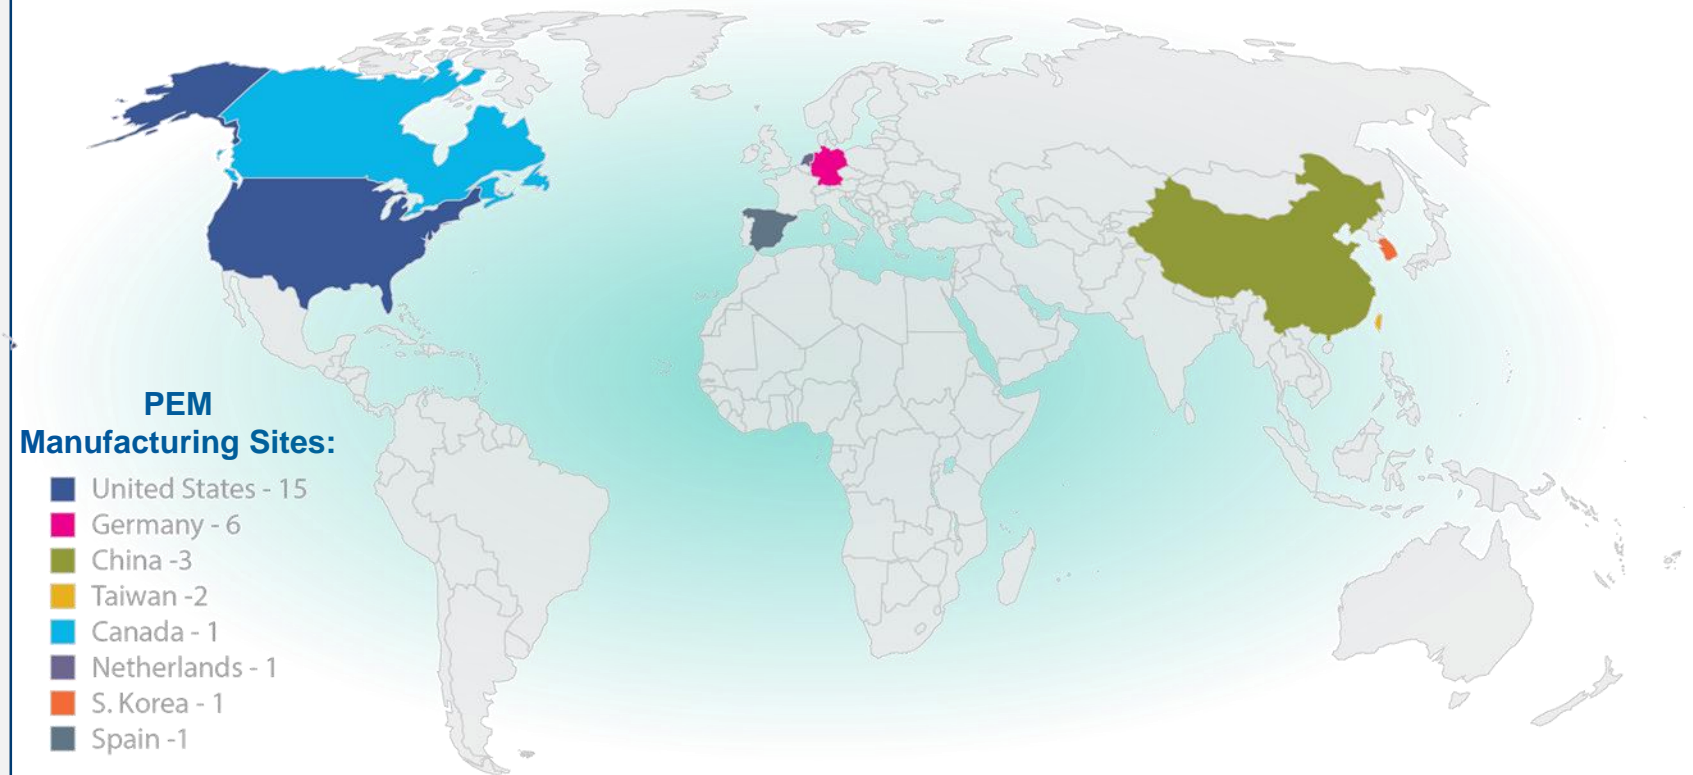 PEM
Manufacturing Sites:
United States - 15
Germany - 6
China -3
Taiwan -2
Canada - 1
Netherlands - 1
S. Korea - 1
Spain -1